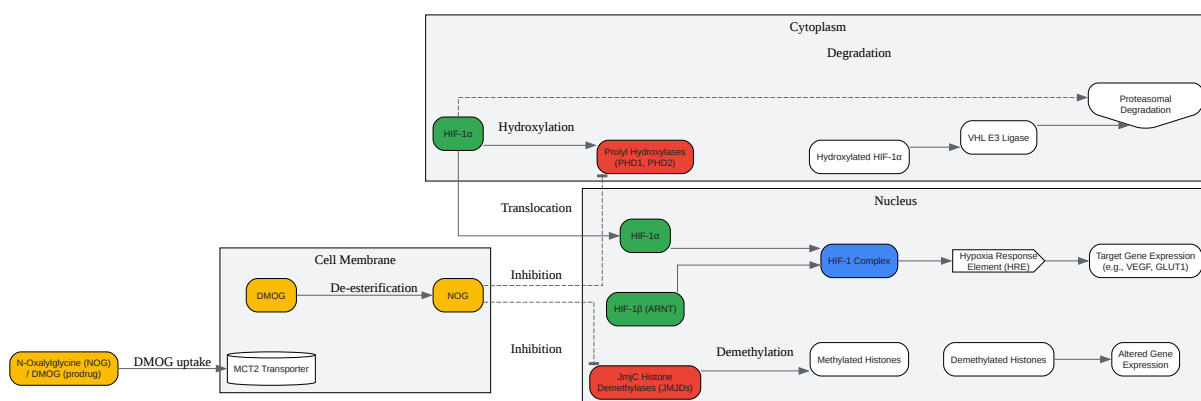 Cytoplasm
Degradation
Proteasomal
Degradation
HIF-1α
Hydroxylation
VHL E3 Ligase
Prolyl Hydroxylases
(PHD1, PHD2)
Hydroxylated HIF-1α
Nucleus
Translocation
HIF-1α
Cell Membrane
HIF-1 Complex
Hypoxia Response
Element (HRE)
Target Gene Expression
(e.g., VEGF, GLUT1)
Inhibition
De-esterification
DMOG
NOG
HIF-1β (ARNT)
Inhibition
Demethylation
Methylated Histones
Demethylated Histones
Altered Gene
Expression
N-Oxalylglycine (NOG)
/ DMOG (prodrug)
DMOG uptake
MCT2 Transporter
JmjC Histone
Demethylases (JMJDs)